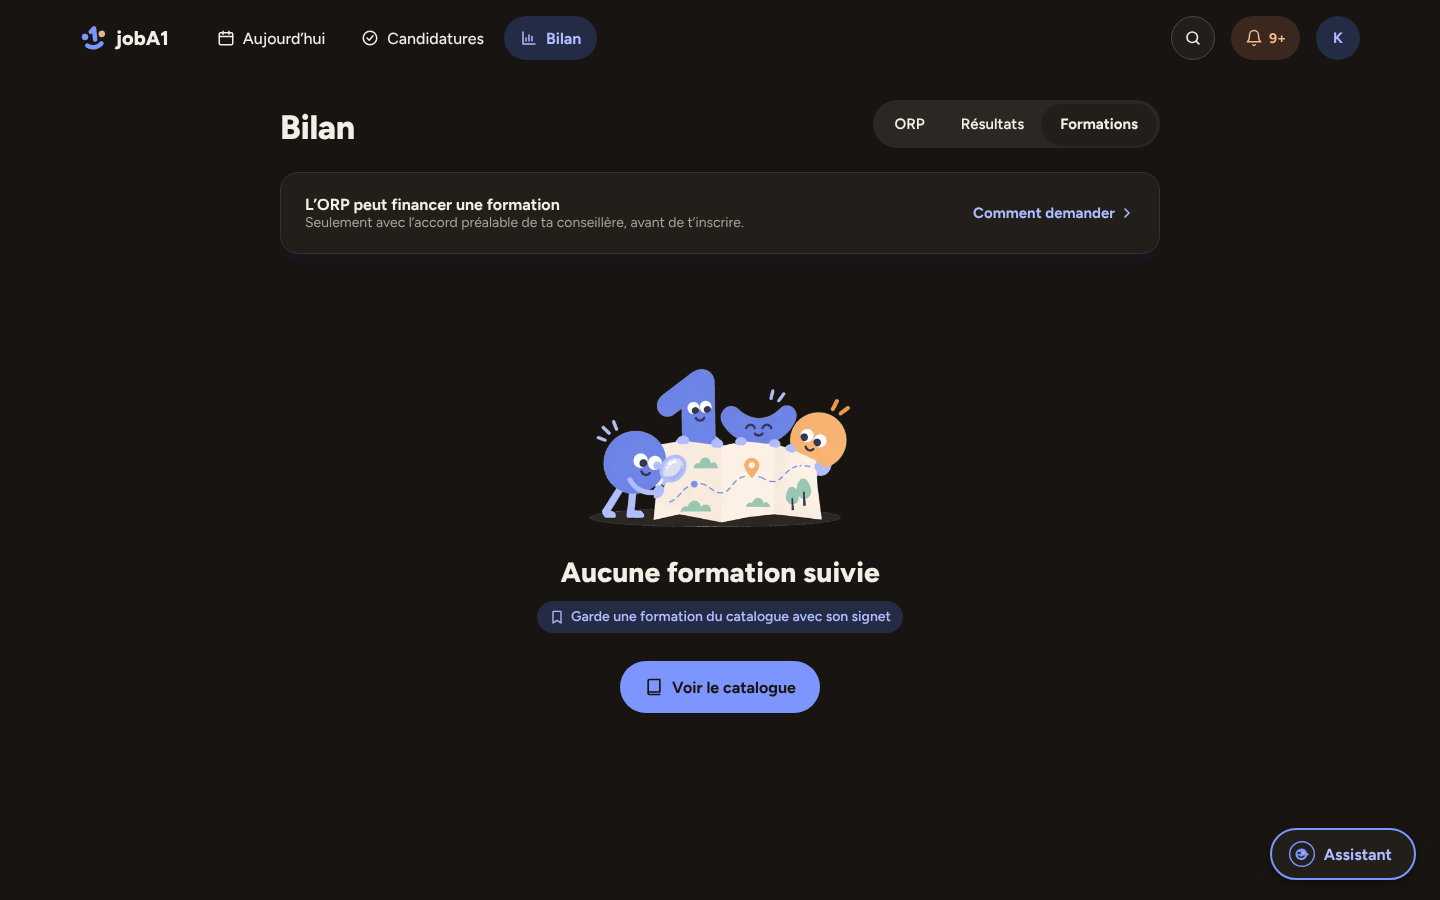 jobA1
Aujourd’hui
Candidatures
Bilan
9+
K
Bilan
ORP
Résultats
Formations
L’ORP peut financer une formation
Seulement avec l’accord préalable de ta conseillère, avant de t’inscrire.
Comment demander
Aucune formation suivie
Garde une formation du catalogue avec son signet
Voir le catalogue
Assistant